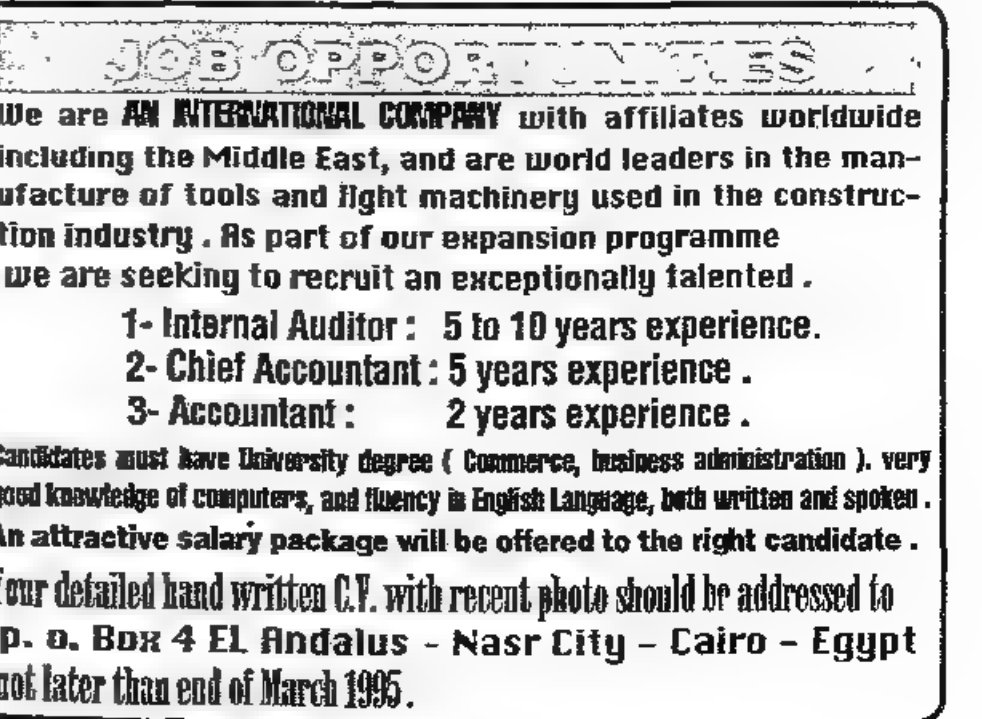 JOB OPPORTUNITIES
We are AN INTERNATIONAL COMPANY with affiliates worldwide
including the Middle East, and are world leaders in the man-
ufacture of tools and light machinery used in the construc-
tion industry . As part of our expansion programme
we are seeking to recruit an exceptionally talented .
1- Internal Auditor : 5 to 10 years experience.
2- Chief Accountant : 5 years experience .
3- Accountant : 2 years experience .
Candidates must have University degree ( Commerce, business administration ). very
good knowledge of computers, and fluency in English Language, both written and spoken .
An attractive salary package will be offered to the right candidate .
Your detailed hand written C.V. with recent photo should be addressed to
p. o. Box 4 EL Andalus - Nasr City - Cairo - Egypt
not later than end of March 1995 .